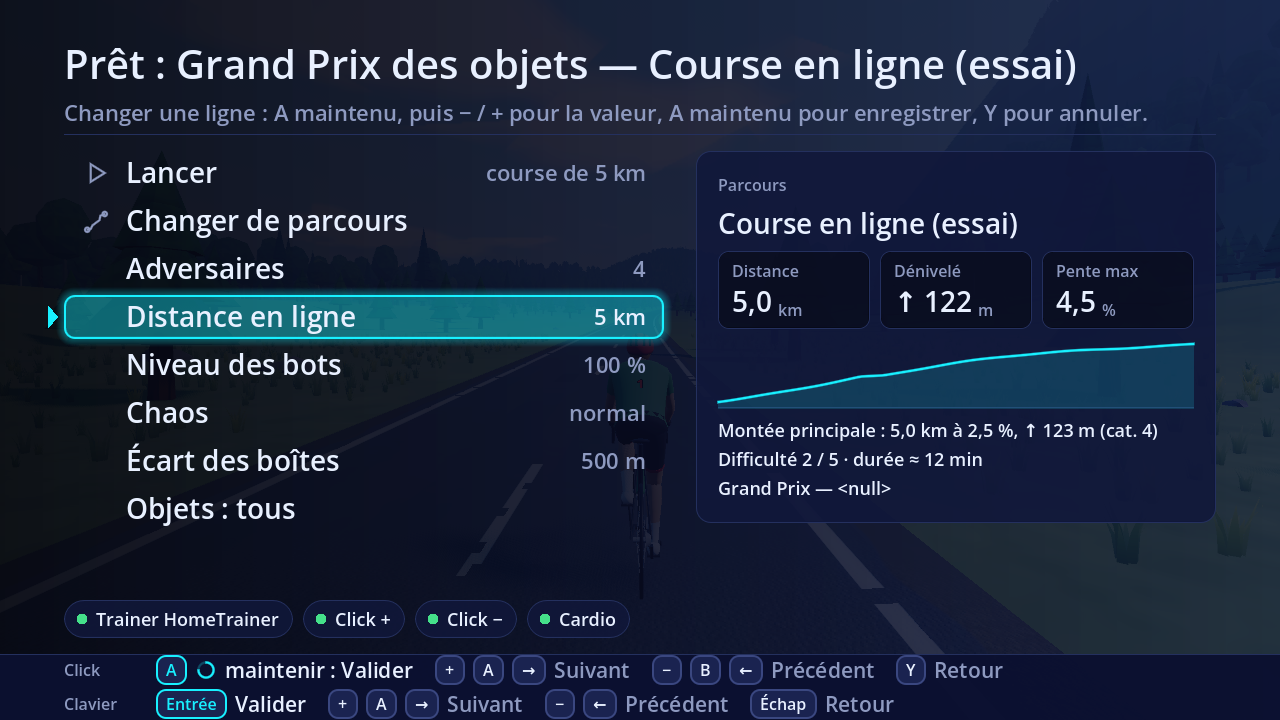 Prêt : Grand Prix des objets — Course en ligne (essai)
Changer une ligne : A maintenu, puis − / + pour la valeur, A maintenu pour enregistrer, Y pour annuler.
Lancer course de 5 km
Changer de parcours
Adversaires 4
Distance en ligne 5 km
Niveau des bots 100 %
Chaos normal
Écart des boîtes 500 m
Objets : tous
Parcours
Course en ligne (essai)
Distance Dénivelé Pente max
5,0 km ↑ 122 m 4,5 %
Montée principale : 5,0 km à 2,5 %, ↑ 123 m (cat. 4)
Difficulté 2 / 5 · durée ≈ 12 min
Grand Prix — <null>
Trainer HomeTrainer Click + Click − Cardio
Click A maintenir : Valider + A → Suivant − B ← Précédent Y Retour
Clavier Entrée Valider + A → Suivant − ← Précédent Échap Retour